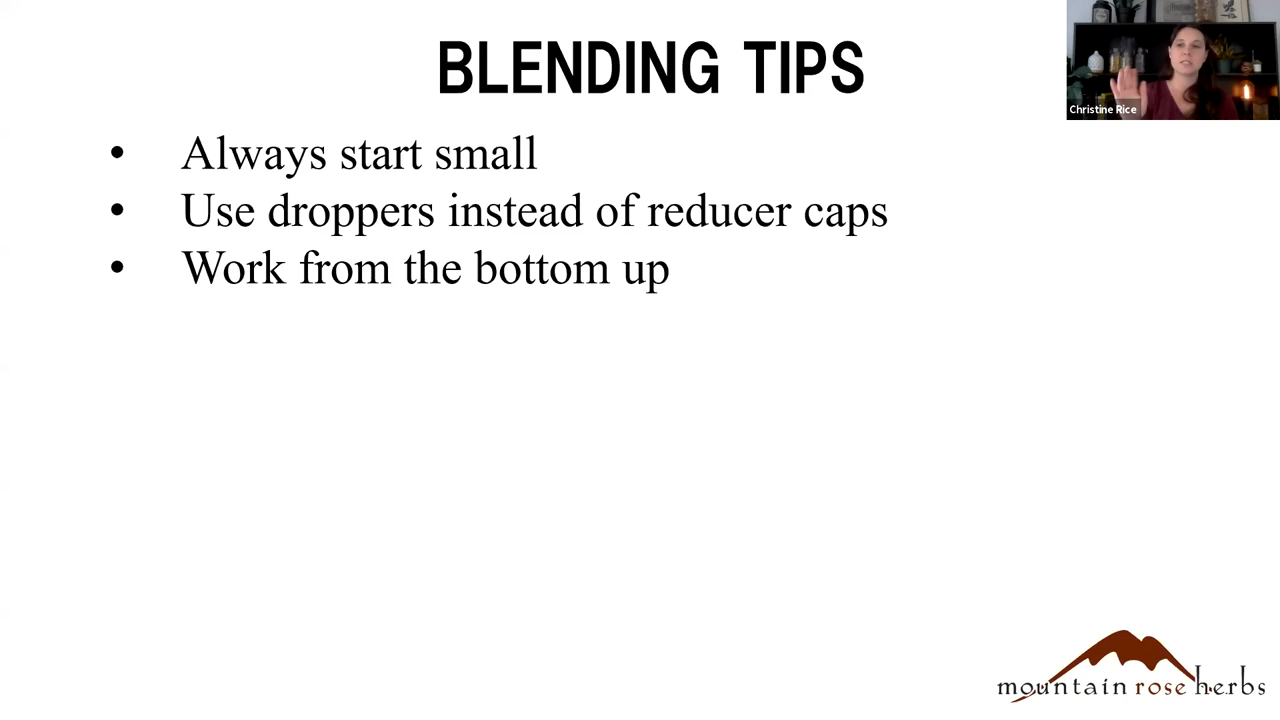 BLENDING TIPS
Christine Rice
• Always start small
• Use droppers instead of reducer caps
• Work from the bottom up
mountain rose herbs